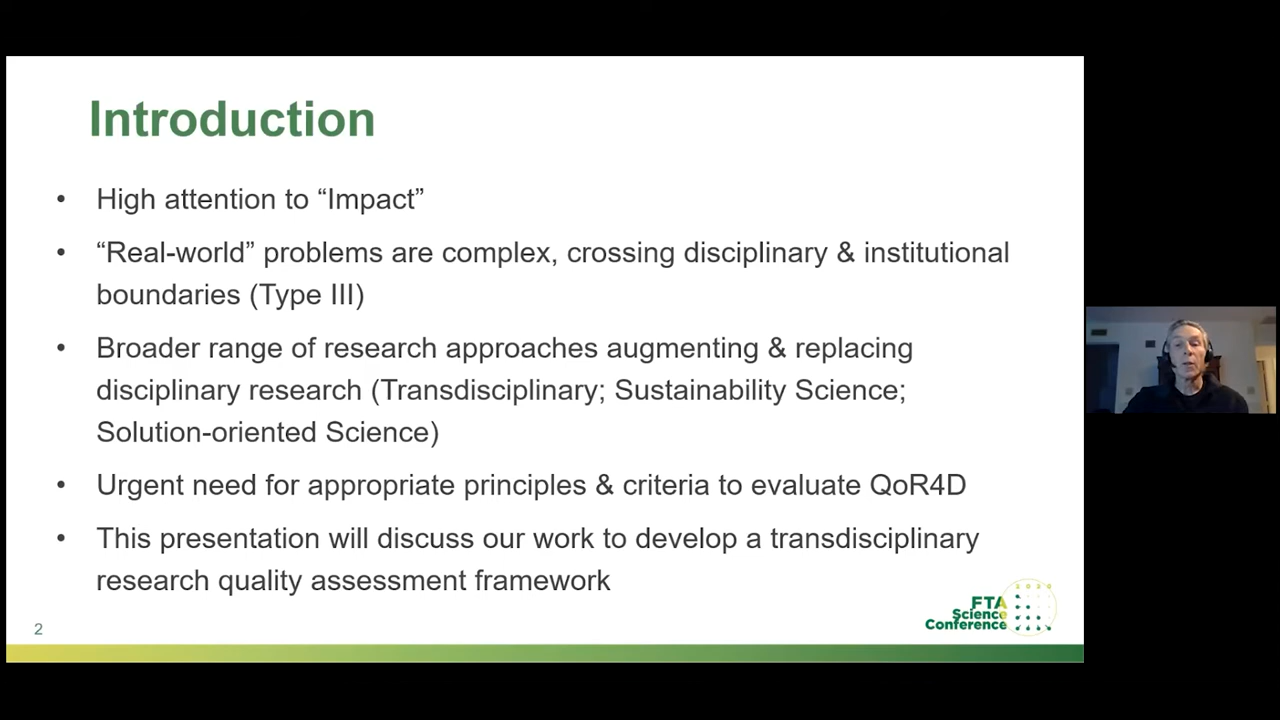 Introduction
• High attention to “Impact”
• “Real-world” problems are complex, crossing disciplinary & institutional
boundaries (Type III)
• Broader range of research approaches augmenting & replacing
disciplinary research (Transdisciplinary; Sustainability Science;
Solution-oriented Science)
• Urgent need for appropriate principles & criteria to evaluate QoR4D
• This presentation will discuss our work to develop a transdisciplinary
research quality assessment framework
2020
FTA
Science
Conference
2